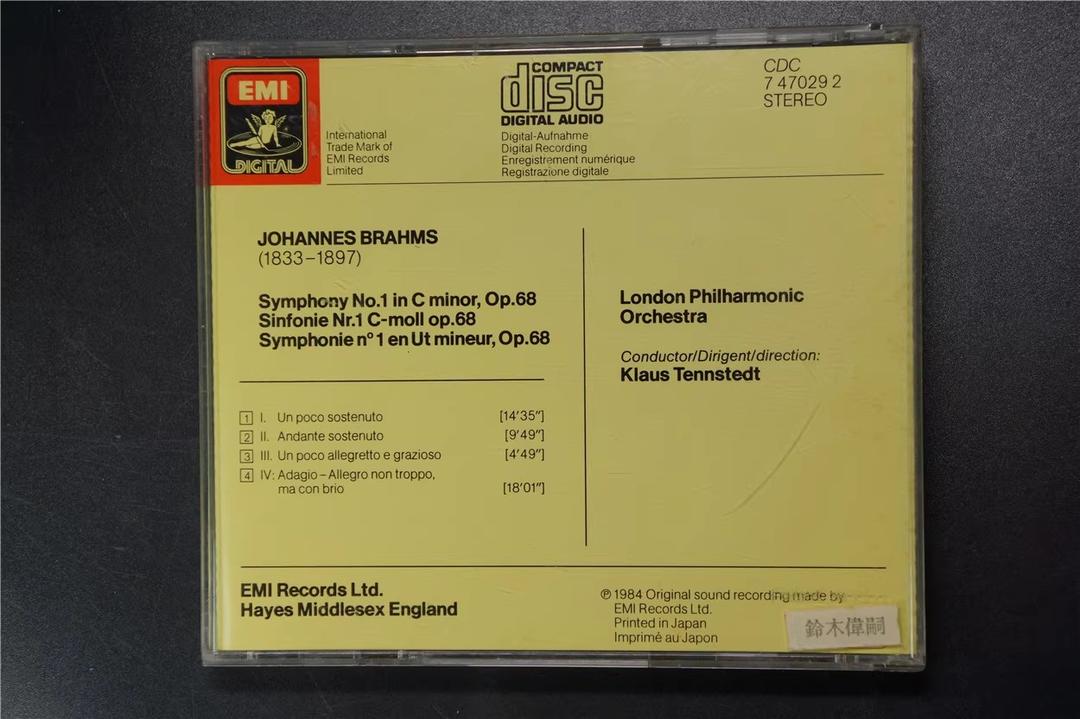 EMI
DIGITAL
International
Trade Mark of
EMI Records
Limited
COMPACT
disc
DIGITAL AUDIO
Digital-Aufnahme
Digital Recording
Enregistrement numérique
Registrazione digitale
CDC
7 47029 2
STEREO
JOHANNES BRAHMS
(1833–1897)
Symphony No.1 in C minor, Op.68
Sinfonie Nr.1 C-moll op.68
Symphonie n° 1 en Ut mineur, Op.68
1 I. Un poco sostenuto [14'35"]
2 II. Andante sostenuto [9'49"]
3 III. Un poco allegretto e grazioso [4'49"]
4 IV: Adagio – Allegro non troppo,
ma con brio [18'01"]
London Philharmonic
Orchestra
Conductor/Dirigent/direction:
Klaus Tennstedt
EMI Records Ltd.
Hayes Middlesex England
℗ 1984 Original sound recording made by
EMI Records Ltd.
Printed in Japan
Imprimé au Japon
鈴木偉嗣